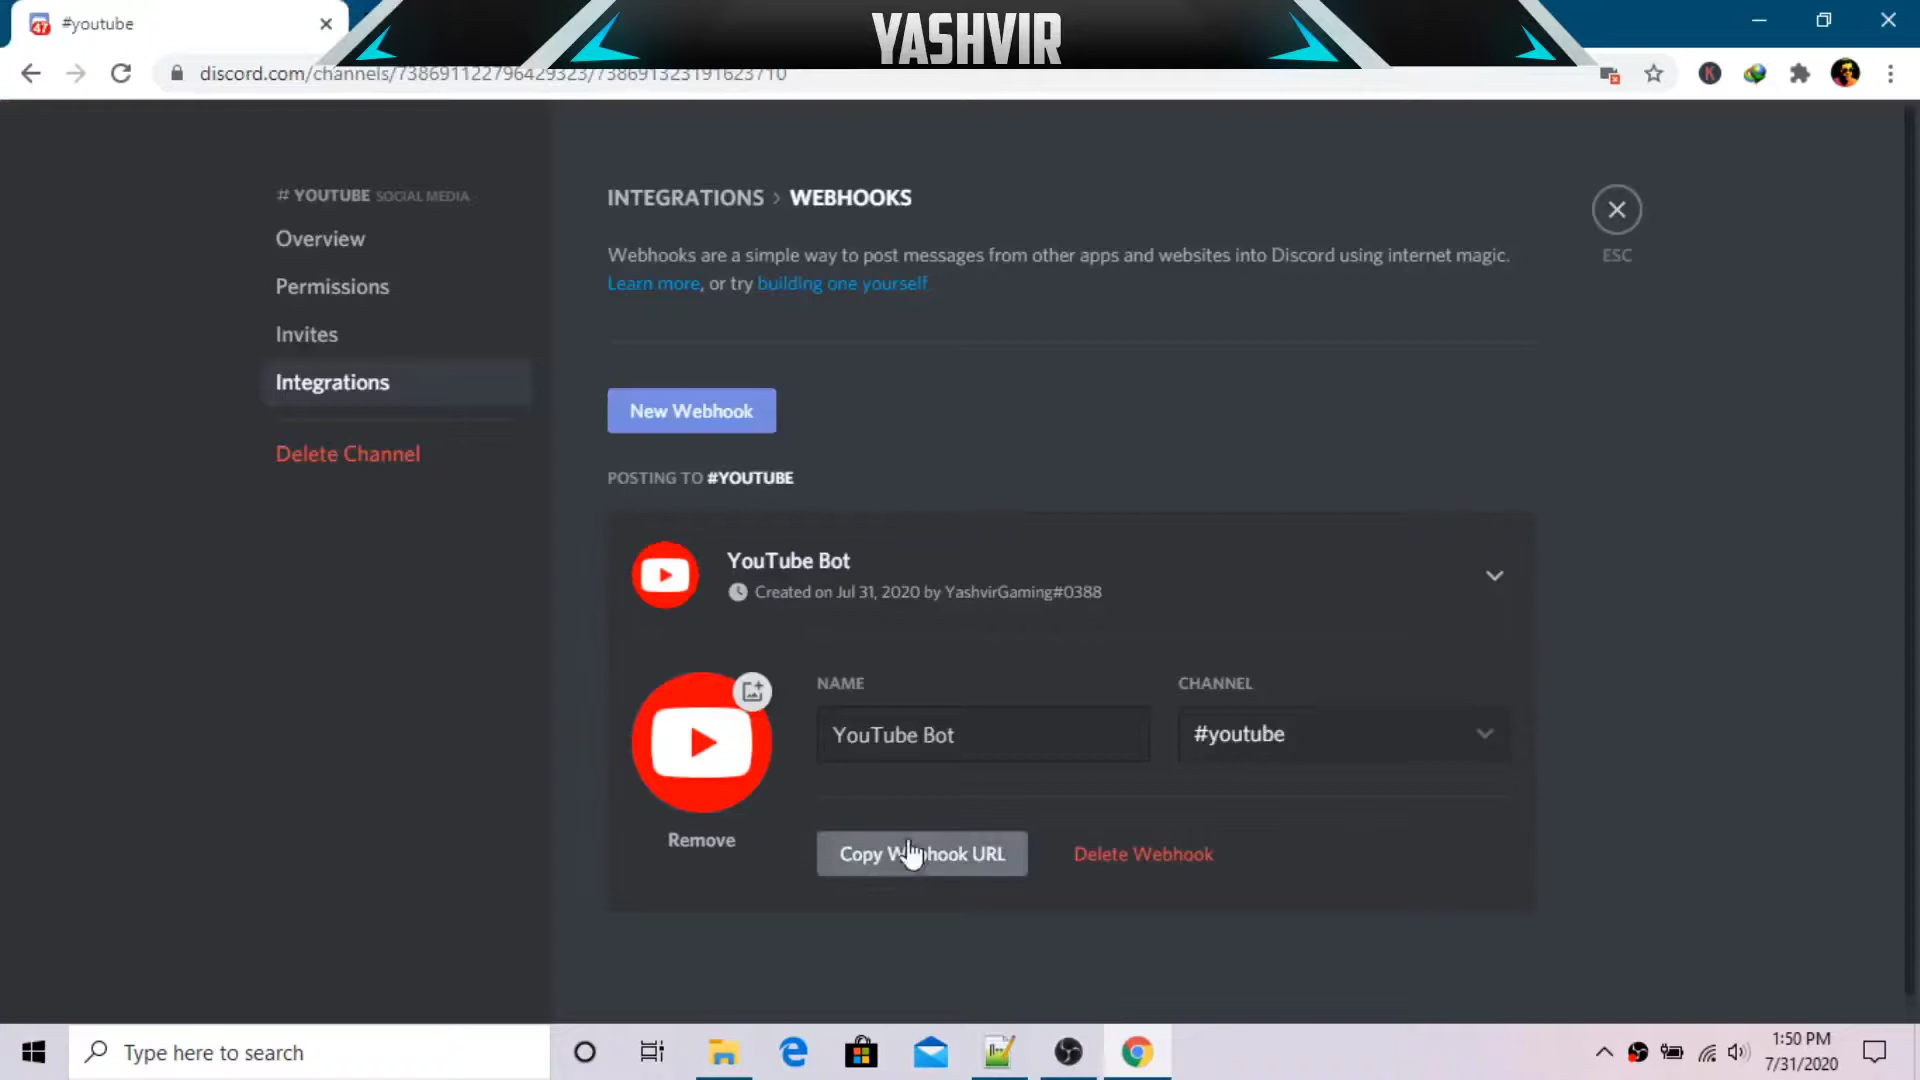 #youtube
YASHVIR
discord.com/channels/738691122796429323/738691323191623710
# YOUTUBE SOCIAL MEDIA
Overview
Permissions
Invites
Integrations
Delete Channel
INTEGRATIONS > WEBHOOKS
Webhooks are a simple way to post messages from other apps and websites into Discord using internet magic.
Learn more, or try building one yourself.
ESC
New Webhook
POSTING TO #YOUTUBE
YouTube Bot
Created on Jul 31, 2020 by YashvirGaming#0388
NAME
CHANNEL
YouTube Bot
#youtube
Remove
Copy Webhook URL
Delete Webhook
Type here to search
1:50 PM
7/31/2020